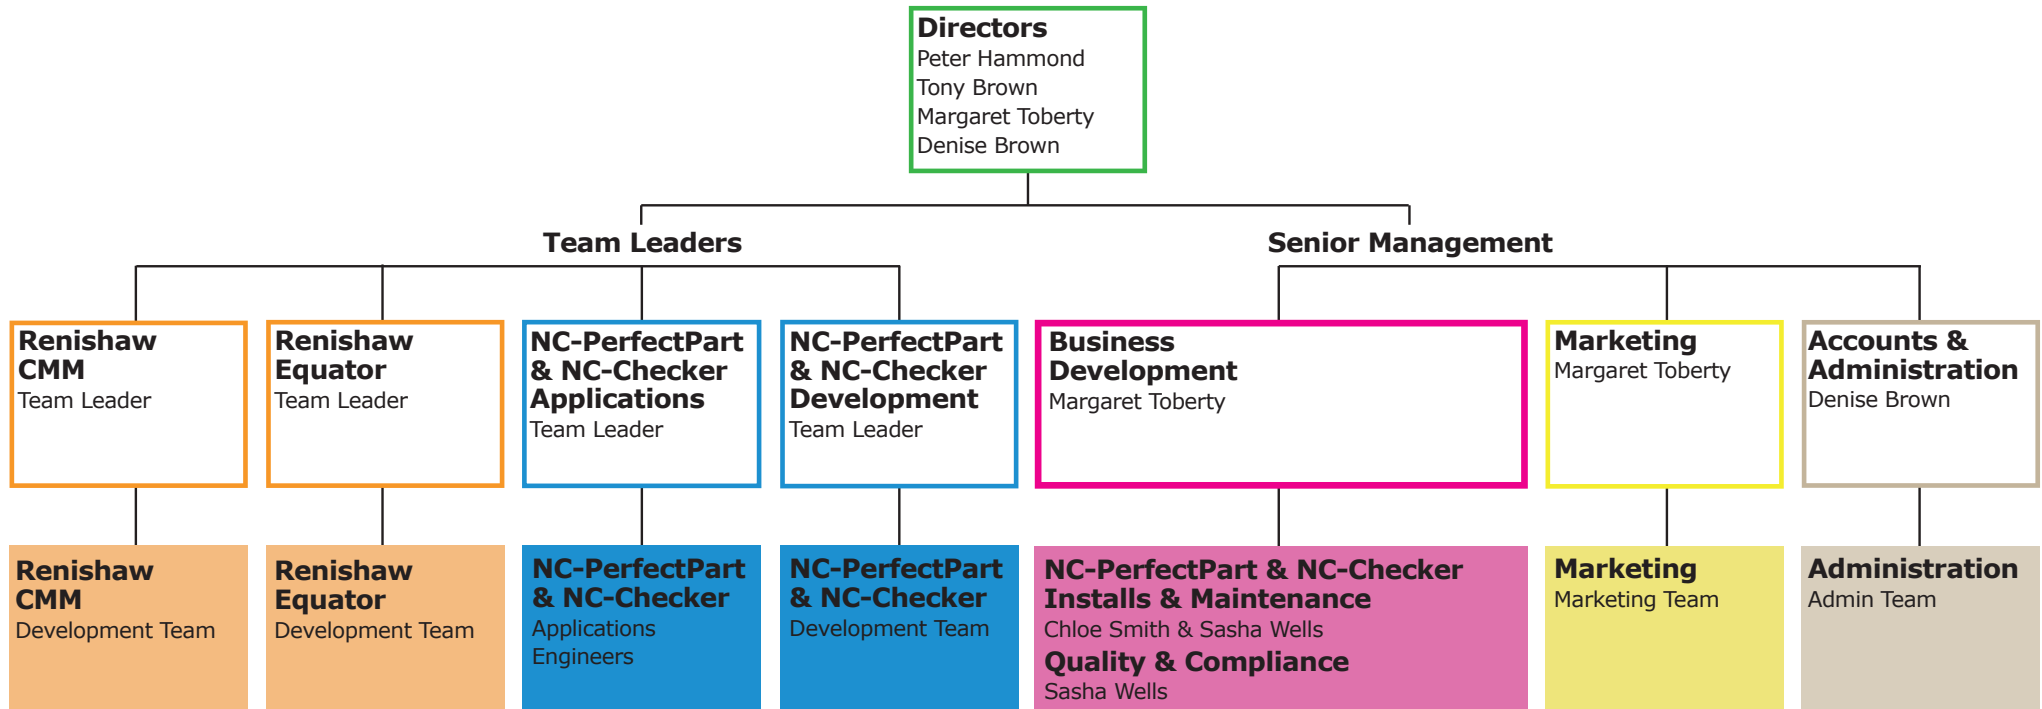 Directors
Peter Hammond
Tony Brown
Margaret Toberty
Denise Brown
Team Leaders
Senior Management
Renishaw
CMM
Team Leader
Renishaw
Equator
Team Leader
NC-PerfectPart
& NC-Checker
Applications
Team Leader
NC-PerfectPart
& NC-Checker
Development
Team Leader
Business
Development
Margaret Toberty
Marketing
Margaret Toberty
Accounts &
Administration
Denise Brown
Renishaw
CMM
Development Team
Renishaw
Equator
Development Team
NC-PerfectPart
& NC-Checker
Applications
Engineers
NC-PerfectPart
& NC-Checker
Development Team
NC-PerfectPart & NC-Checker
Installs & Maintenance
Chloe Smith & Sasha Wells
Quality & Compliance
Sasha Wells
Marketing
Marketing Team
Administration
Admin Team